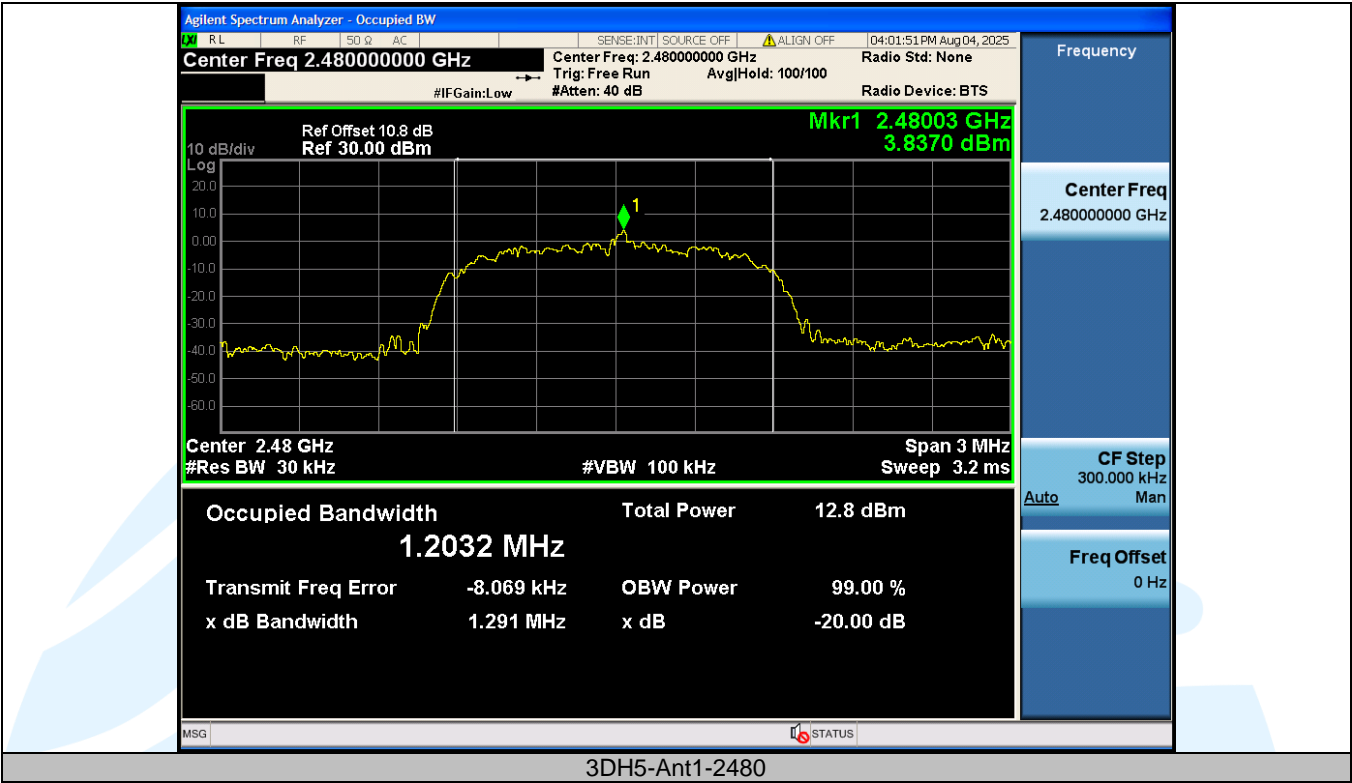 Agilent Spectrum Analyzer - Occupied BW
LXI RL RF 50 Ω AC SENSE:INT SOURCE OFF ALIGN OFF 04:01:51 PM Aug 04, 2025
Center Freq 2.480000000 GHz
Center Freq: 2.480000000 GHz Radio Std: None
Trig: Free Run Avg|Hold: 100/100
#IFGain:Low #Atten: 40 dB Radio Device: BTS
Ref Offset 10.8 dB
10 dB/div Ref 30.00 dBm
Mkr1 2.48003 GHz
3.8370 dBm
Log
20.0
10.0
0.00
-10.0
-20.0
-30.0
-40.0
-50.0
-60.0
1
Center 2.48 GHz Span 3 MHz
#Res BW 30 kHz #VBW 100 kHz Sweep 3.2 ms
Occupied Bandwidth Total Power 12.8 dBm
1.2032 MHz
Transmit Freq Error -8.069 kHz OBW Power 99.00 %
x dB Bandwidth 1.291 MHz x dB -20.00 dB
Frequency
Center Freq
2.480000000 GHz
CF Step
300.000 kHz
Auto Man
Freq Offset
0 Hz
MSG STATUS
3DH5-Ant1-2480